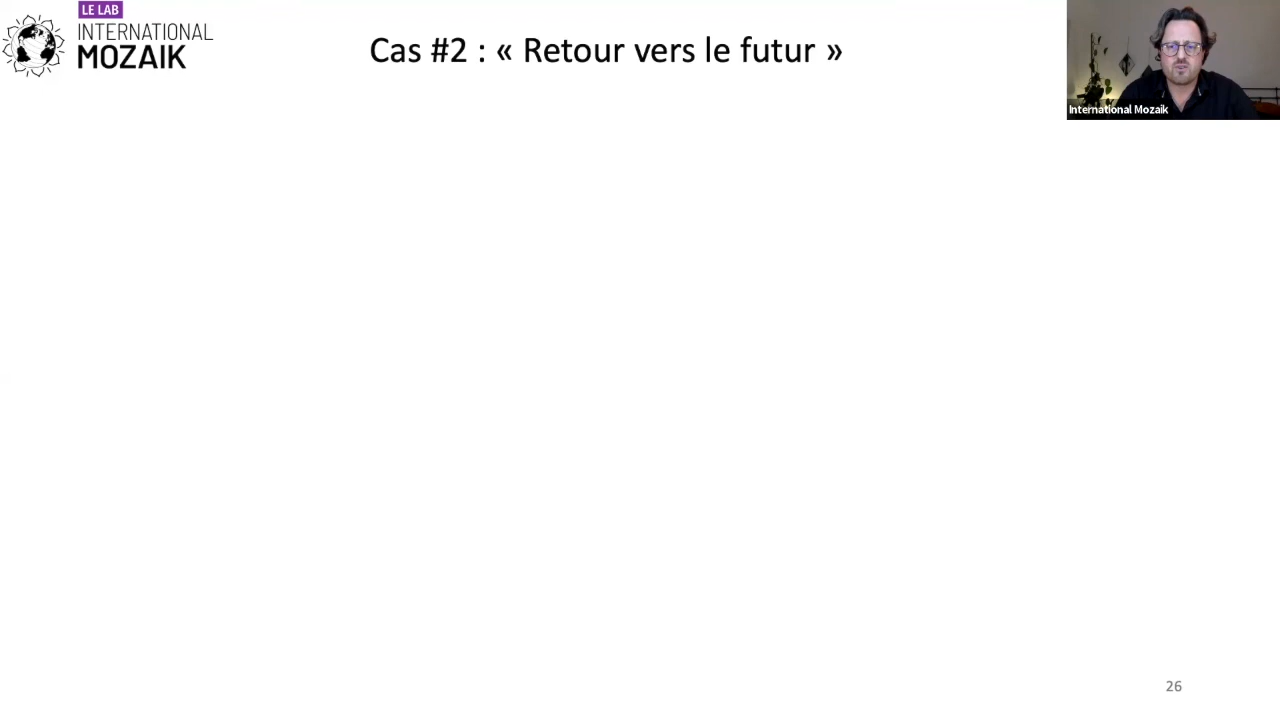 LE LAB
INTERNATIONAL
MOZAIK
Cas #2 : « Retour vers le futur »
International Mozaik
26